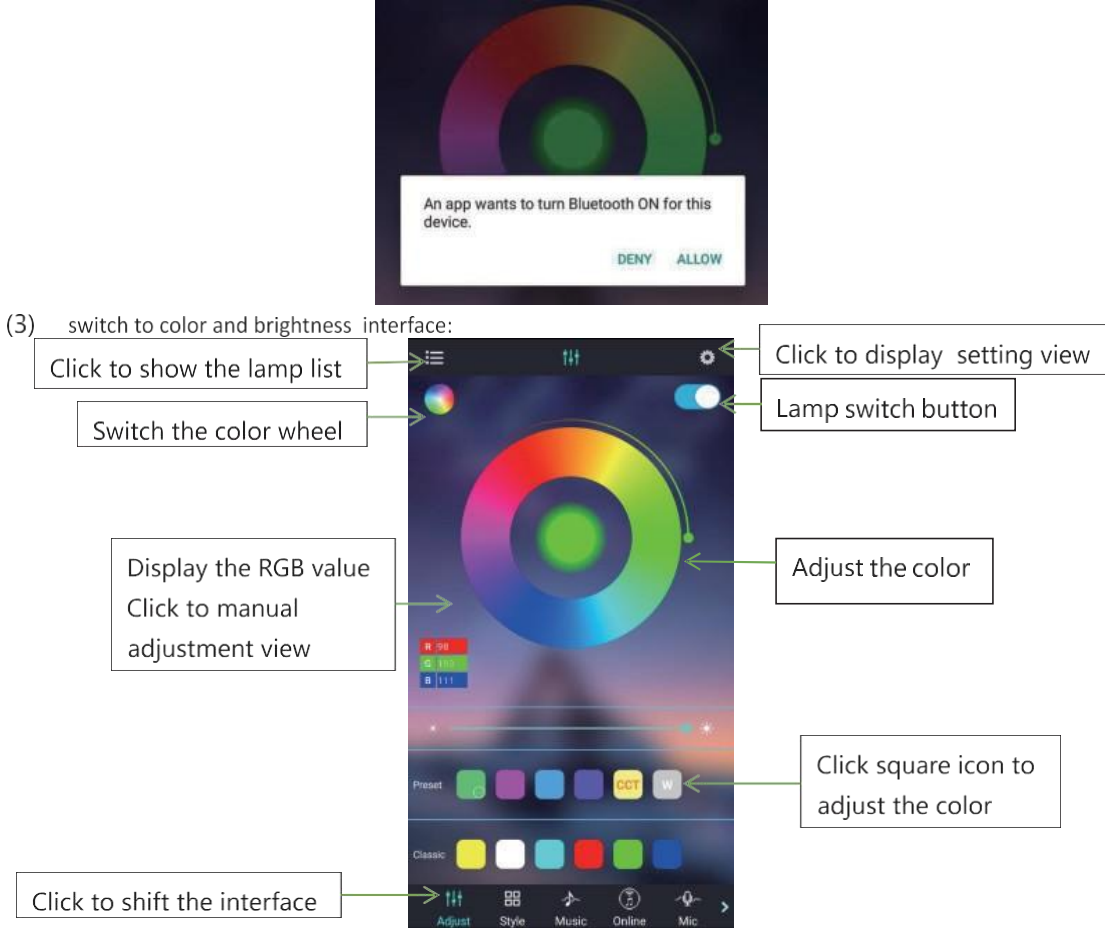 An app wants to turn Bluetooth ON for this
device.
DENY ALLOW
(3) switch to color and brightness interface:
Click to show the lamp list
Click to display setting view
Switch the color wheel
Lamp switch button
Display the RGB value
Click to manual
adjustment view
Adjust the color
R 98
G
B 111
Click square icon to
adjust the color
Preset
CCT
W
Classic
Click to shift the interface
Adjust Style Music Online Mic